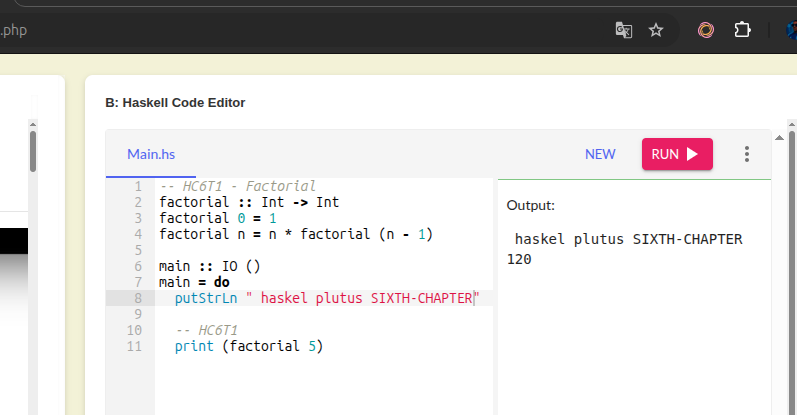 .php
B: Haskell Code Editor
Main.hs
NEW
RUN
1 -- HC6T1 - Factorial
2 factorial :: Int -> Int
3 factorial 0 = 1
4 factorial n = n * factorial (n - 1)
5
6 main :: IO ()
7 main = do
8   putStrLn " haskel plutus SIXTH-CHAPTER"
9
10   -- HC6T1
11   print (factorial 5)
Output:
 haskel plutus SIXTH-CHAPTER
120